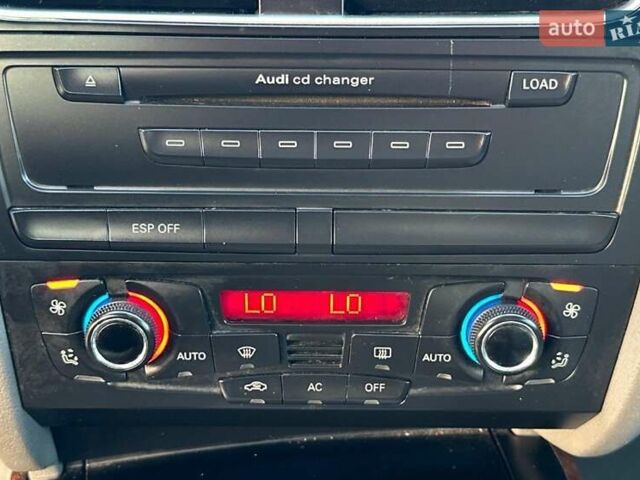 auto RIA
Audi cd changer
LOAD
ESP OFF
LO LO
AUTO AUTO
AC OFF